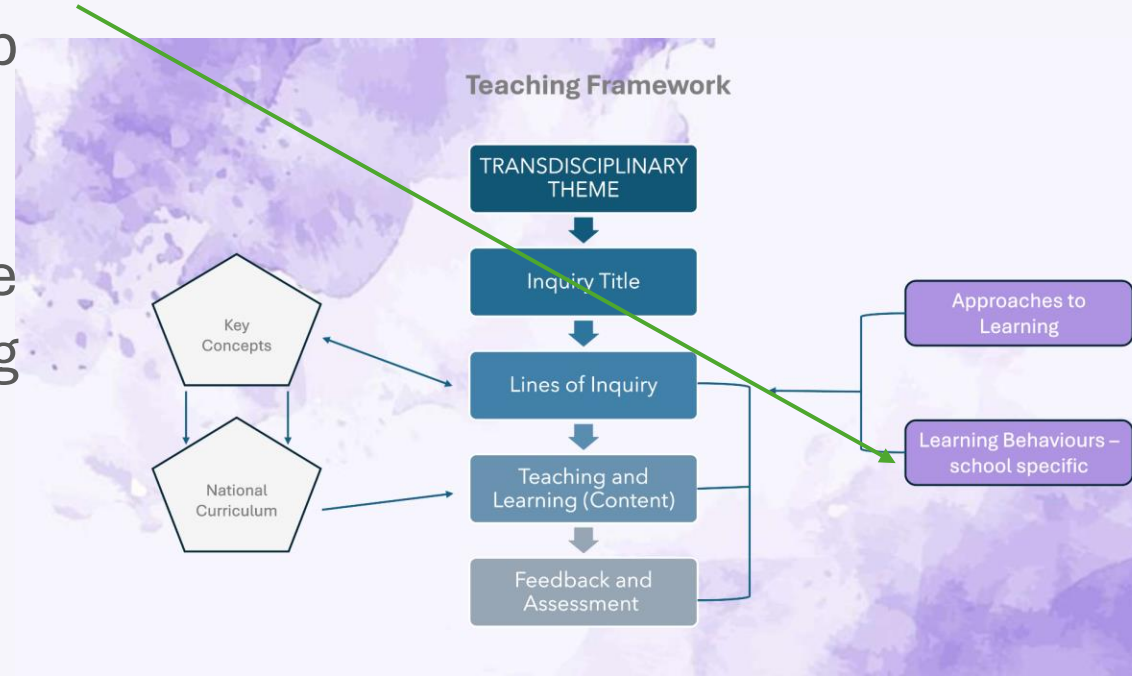 Teaching Framework
TRANSDISCIPLINARY
THEME
Inquiry Title
Lines of Inquiry
Teaching and
Learning (Content)
Feedback and
Assessment
Key
Concepts
National
Curriculum
Approaches to
Learning
Learning Behaviours –
school specific